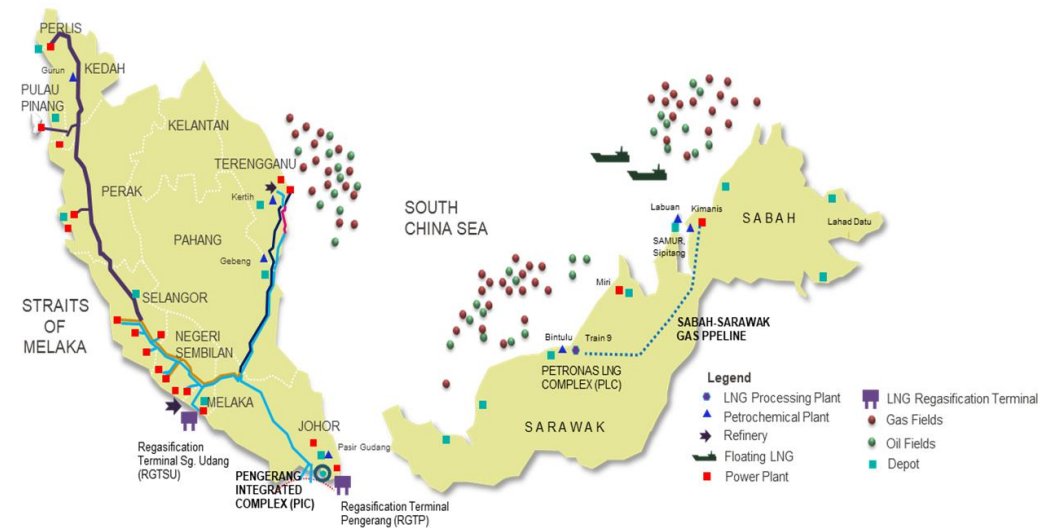 PERLIS
Gurun
KEDAH
PULAU
PINANG
KELANTAN
TERENGGANU
PERAK
Kertih
PAHANG
Gebeng
STRAITS
OF
MELAKA
SELANGOR
NEGERI
SEMBILAN
MELAKA
JOHOR
Pasir Gudang
Regasification
Terminal Sg. Udang
(RGTSU)
PENGERANG
INTEGRATED
COMPLEX (PIC)
Regasification Terminal
Pengerang (RGTP)
SOUTH
CHINA SEA
Labuan
Kimanis
SABAH
Lahad Datu
SAMUR,
Sipitang
Miri
SABAH-SARAWAK
GAS PPELINE
Bintulu
Train 9
PETRONAS LNG
COMPLEX (PLC)
SARAWAK
Legend
LNG Processing Plant
Petrochemical Plant
Refinery
Floating LNG
Power Plant
LNG Regasification Terminal
Gas Fields
Oil Fields
Depot